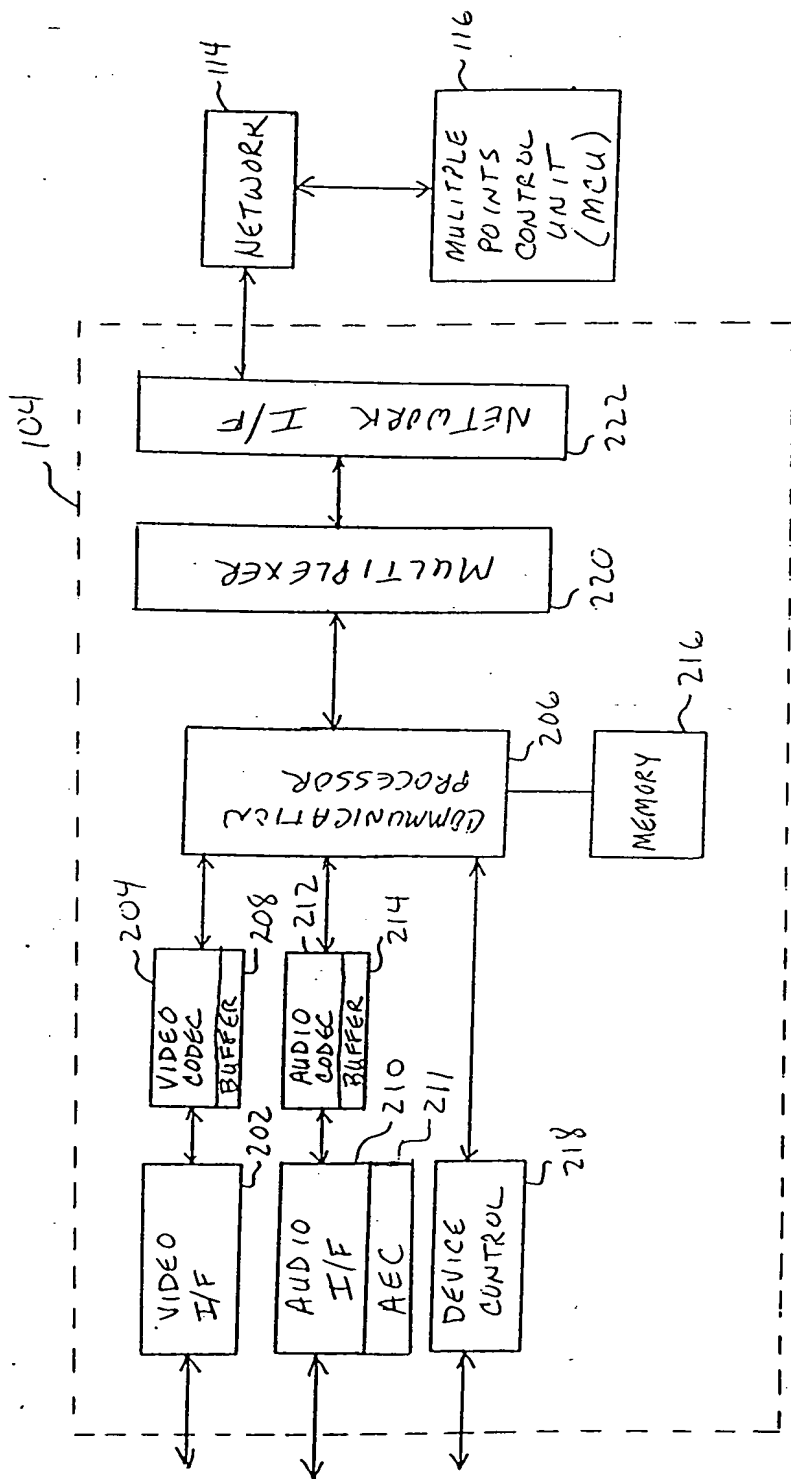 104
VIDEO
I/F
202
VIDEO
CODEC
204
BUFFER
208
AUDIO
I/F
210
AEC
211
AUDIO
CODEC
212
BUFFER
214
DEVICE
CONTROL
218
COMMUNICATION
PROCESSOR
206
MEMORY
216
MULTIPLEXER
220
NETWORK I/F
222
NETWORK
114
MULITPLE
POINTS
CONTROL
UNIT
(MCU)
116